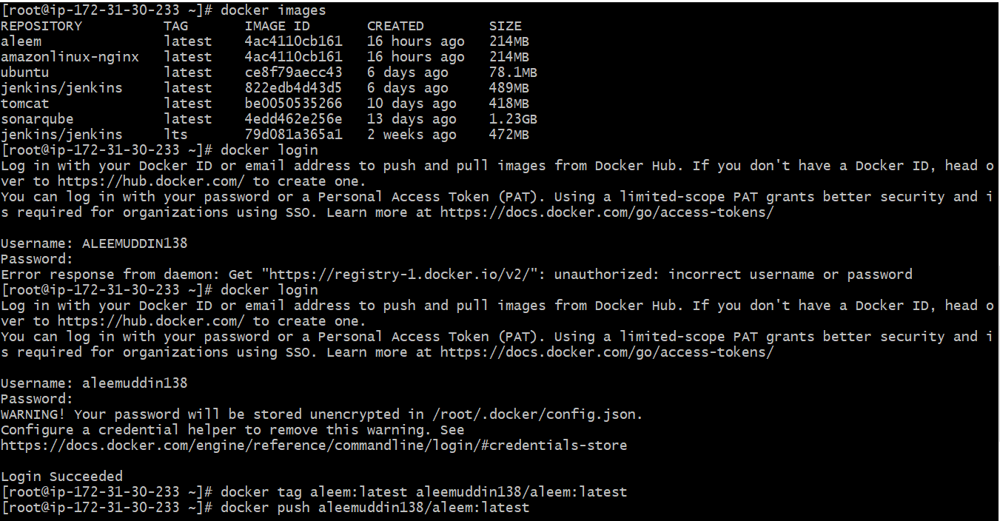 [root@ip-172-31-30-233 ~]# docker images
REPOSITORY          TAG       IMAGE ID       CREATED        SIZE
aleem               latest    4ac4110cb161   16 hours ago   214MB
amazonlinux-nginx   latest    4ac4110cb161   16 hours ago   214MB
ubuntu              latest    ce8f79aecc43   6 days ago     78.1MB
jenkins/jenkins     latest    822edb4d43d5   6 days ago     489MB
tomcat              latest    be0050535266   10 days ago    418MB
sonarqube           latest    4edd462e256e   13 days ago    1.23GB
jenkins/jenkins     lts       79d081a365a1   2 weeks ago    472MB
[root@ip-172-31-30-233 ~]# docker login
Log in with your Docker ID or email address to push and pull images from Docker Hub. If you don't have a Docker ID, head o
ver to https://hub.docker.com/ to create one.
You can log in with your password or a Personal Access Token (PAT). Using a limited-scope PAT grants better security and i
s required for organizations using SSO. Learn more at https://docs.docker.com/go/access-tokens/

Username: ALEEMUDDIN138
Password:
Error response from daemon: Get "https://registry-1.docker.io/v2/": unauthorized: incorrect username or password
[root@ip-172-31-30-233 ~]# docker login
Log in with your Docker ID or email address to push and pull images from Docker Hub. If you don't have a Docker ID, head o
ver to https://hub.docker.com/ to create one.
You can log in with your password or a Personal Access Token (PAT). Using a limited-scope PAT grants better security and i
s required for organizations using SSO. Learn more at https://docs.docker.com/go/access-tokens/

Username: aleemuddin138
Password:
WARNING! Your password will be stored unencrypted in /root/.docker/config.json.
Configure a credential helper to remove this warning. See
https://docs.docker.com/engine/reference/commandline/login/#credentials-store

Login Succeeded
[root@ip-172-31-30-233 ~]# docker tag aleem:latest aleemuddin138/aleem:latest
[root@ip-172-31-30-233 ~]# docker push aleemuddin138/aleem:latest